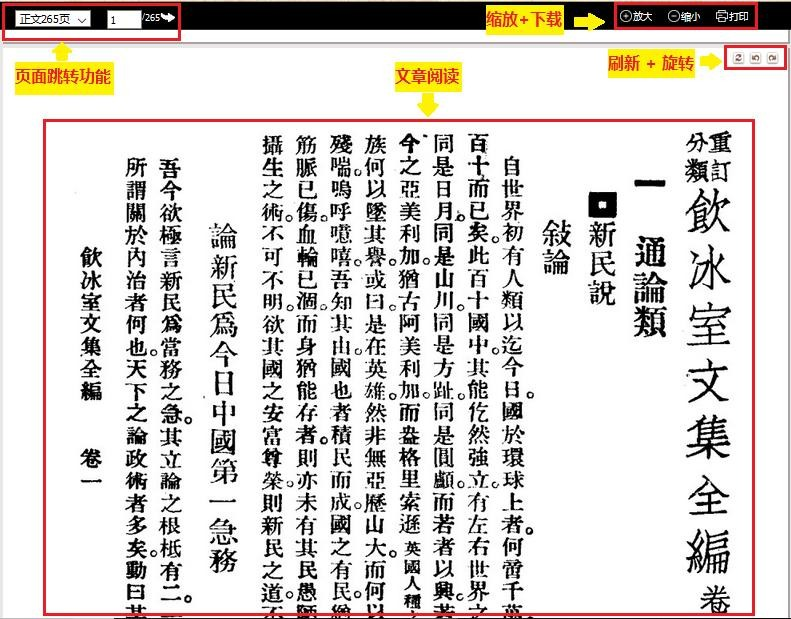 正文265页
1
/265
缩放+下载
放大
缩小
打印
页面跳转功能
文章阅读
刷新 + 旋转
重訂
分類
飲冰室文集全編
卷
一 通論類
新民說
敍論
自世界初有人類以迄今日。國於環球上者。何啻千萬
百十而已矣。此百十國中。其能屹然強立。有左右世界之
同是日月。同是山川。同是方趾。同是圓顱。而若者以興。若
今之亞美利加。猶古阿美利加。而盎格里索遜英國人種
族何以墜其譽。或曰是在英雄。然非無亞歷山大。而何以
殘喘。嗚呼噫嘻。吾知其由。國也者積民而成。國之有民。猶
筋脈已傷。血輪已涸。而身猶能存者。則亦未有其民愚陋
攝生之術不可不明。欲其國之安富尊榮。則新民之道不
論新民爲今日中國第一急務
吾今欲極言新民爲當務之急。其立論之根柢有二。一
所謂關於內治者何也。天下之論政術者多矣。動曰某
飲冰室文集全編 卷一